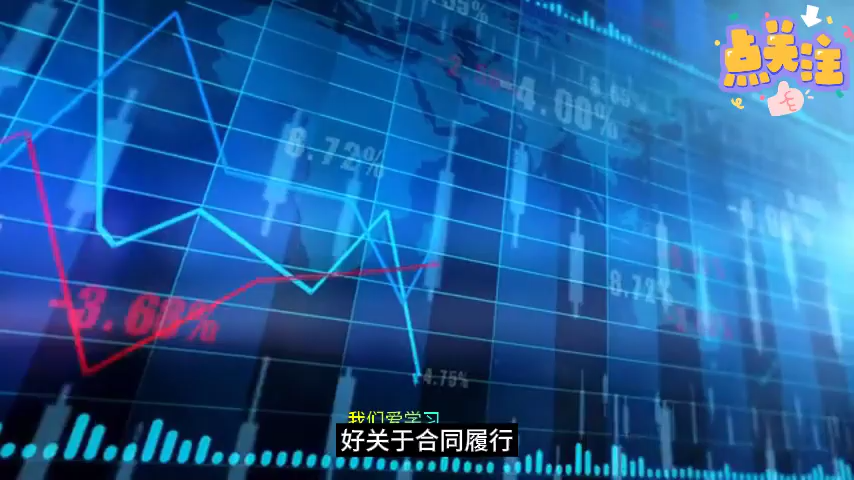 点关注
4.00%
8.72%
8.72%
-3.68%
-4.75%
我们爱学习
好关于合同履行